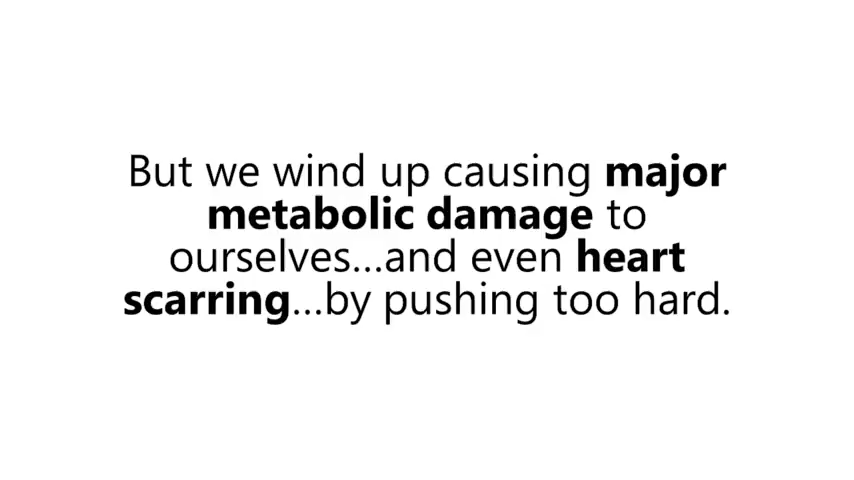 But we wind up causing major
metabolic damage to
ourselves...and even heart
scarring...by pushing too hard.